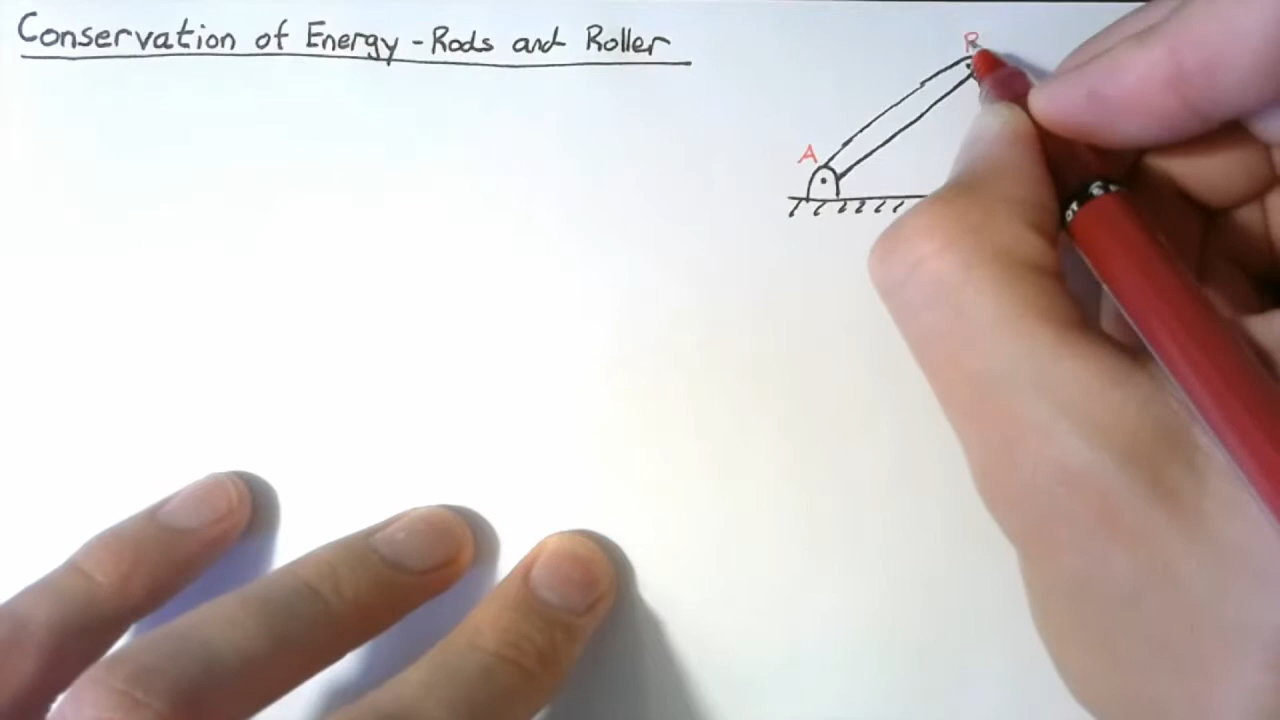 Conservation of Energy - Rods and Roller
A